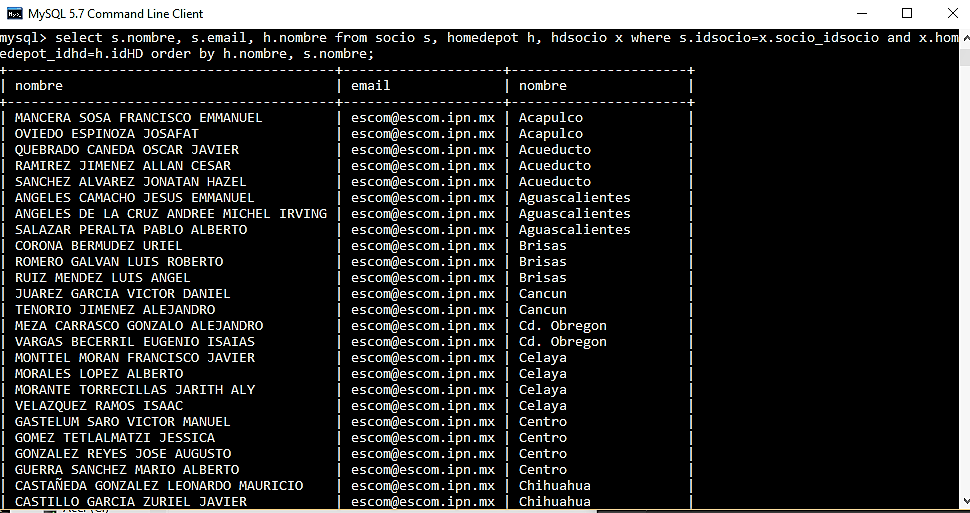 MySQL 5.7 Command Line Client
mysql> select s.nombre, s.email, h.nombre from socio s, homedepot h, hdsocio x where s.idsocio=x.socio_idsocio and x.hom
edepot_idhd=h.idHD order by h.nombre, s.nombre;
+----------------------------------------+--------------------+----------------------+
| nombre | email | nombre |
+----------------------------------------+--------------------+----------------------+
| MANCERA SOSA FRANCISCO EMMANUEL | escom@escom.ipn.mx | Acapulco
| OVIEDO ESPINOZA JOSAFAT | escom@escom.ipn.mx | Acapulco
| QUEBRADO CANEDA OSCAR JAVIER | escom@escom.ipn.mx | Acueducto |
| RAMIREZ JIMENEZ ALLAN CESAR | escom@escom.ipn.mx | Acueducto |
| SANCHEZ ALVAREZ JONATAN HAZEL | escom@escom.ipn.mx | Acueducto |
| ANGELES CAMACHO JESUS EMMANUEL | escom@escom.ipn.mx | Aguascalientes |
| ANGELES DE LA CRUZ ANDREE MICHEL IRVING | escom@escom.ipn.mx | Aguascalientes |
| SALAZAR PERALTA PABLO ALBERTO | escom@escom.ipn.mx | Aguascalientes |
| CORONA BERMUDEZ URIEL | escom@escom.ipn.mx | Brisas |
| ROMERO GALVAN LUIS ROBERTO | escom@escom.ipn.mx | Brisas |
| RUIZ MENDEZ LUIS ANGEL | escom@escom.ipn.mx | Brisas |
| JUAREZ GARCIA VICTOR DANIEL | escom@escom.ipn.mx | Cancun |
| TENORIO JIMENEZ ALEJANDRO | escom@escom.ipn.mx | Cancun |
| MEZA CARRASCO GONZALO ALEJANDRO | escom@escom.ipn.mx | Cd. Obregon |
| VARGAS BECERRIL EUGENIO ISAIAS | escom@escom.ipn.mx | Cd. Obregon |
| MONTIEL MORAN FRANCISCO JAVIER | escom@escom.ipn.mx | Celaya |
| MORALES LOPEZ ALBERTO | escom@escom.ipn.mx | Celaya |
| MORANTE TORRECILLAS JARITH ALY | escom@escom.ipn.mx | Celaya |
| VELAZQUEZ RAMOS ISAAC | escom@escom.ipn.mx | Celaya |
| GASTELUM SARO VICTOR MANUEL | escom@escom.ipn.mx | Centro |
| GOMEZ TETLALMATZI JESSICA | escom@escom.ipn.mx | Centro |
| GONZALEZ REYES JOSE AUGUSTO | escom@escom.ipn.mx | Centro |
| GUERRA SANCHEZ MARIO ALBERTO | escom@escom.ipn.mx | Centro |
| CASTAÑEDA GONZALEZ LEONARDO MAURICIO | escom@escom.ipn.mx | Chihuahua |
| CASTILLO GARCIA ZURIEL JAVIER | escom@escom.ipn.mx | Chihuahua |